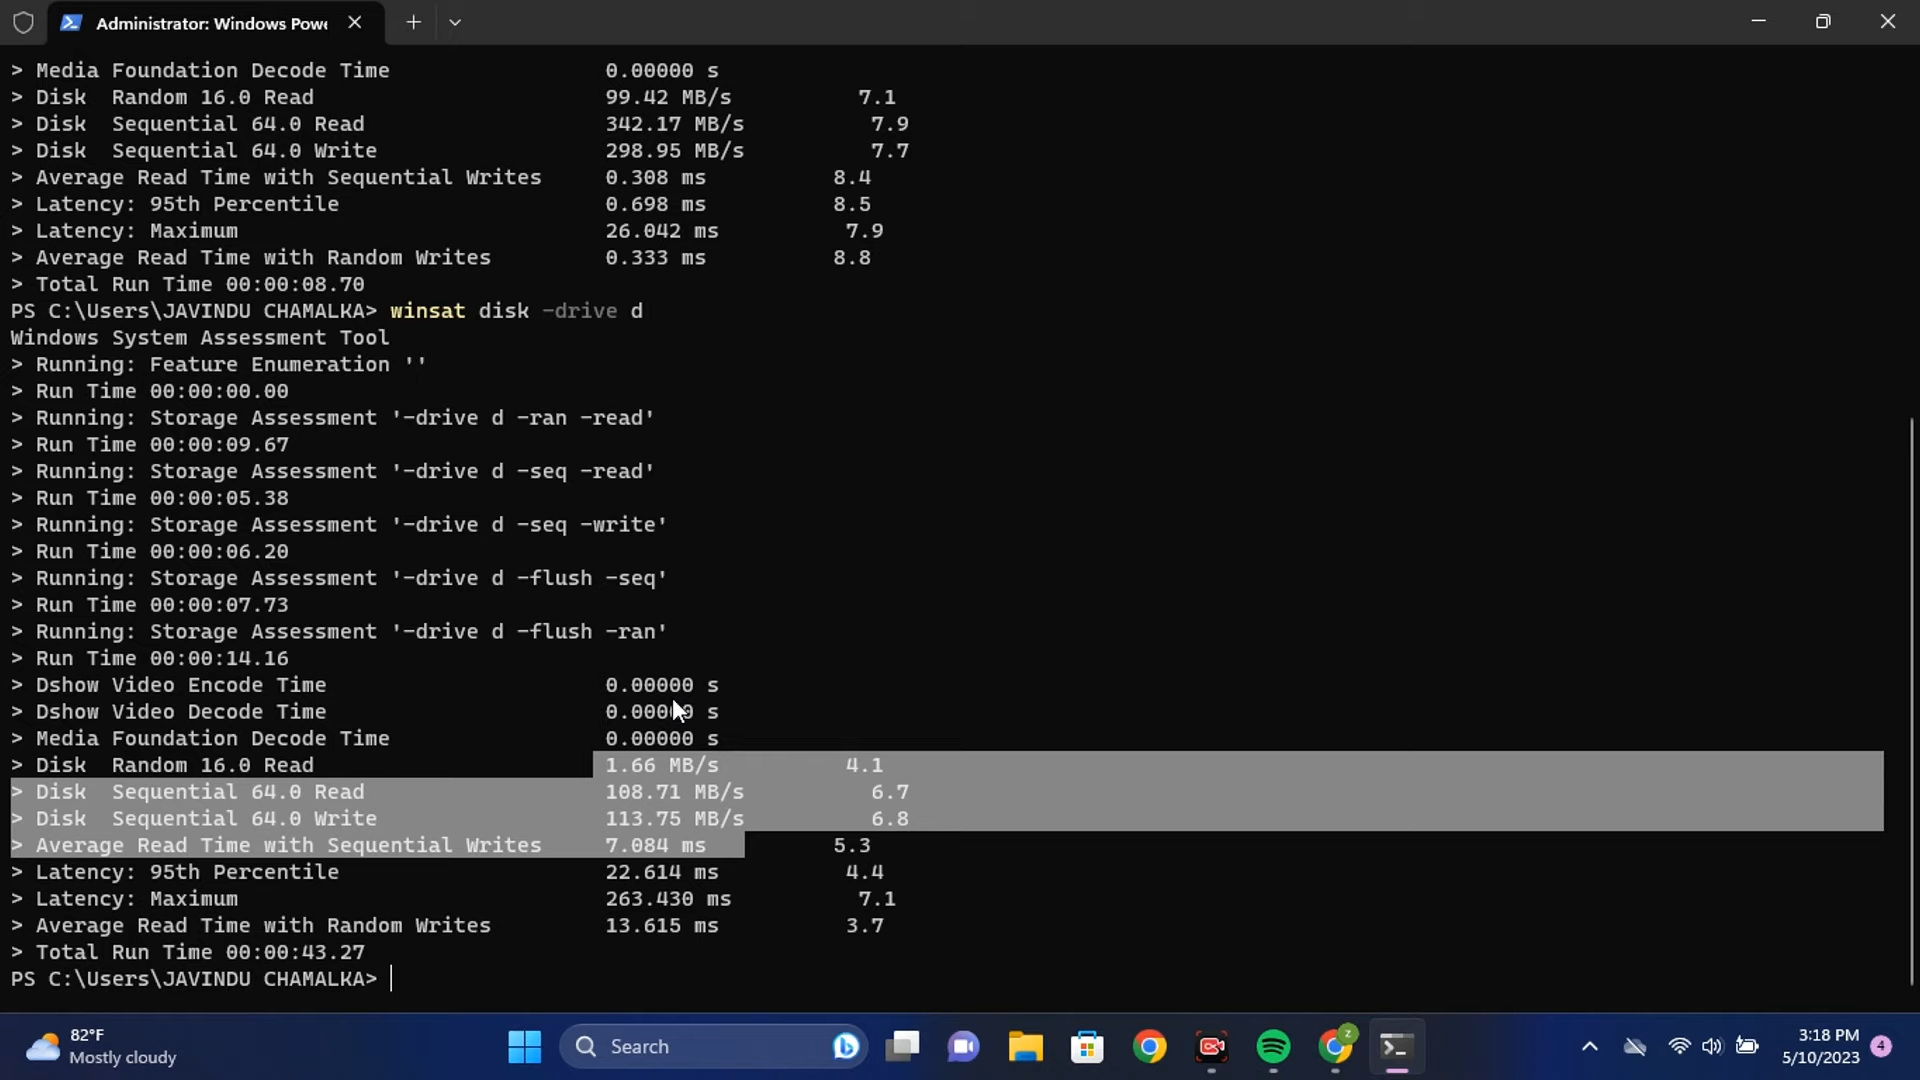 Administrator: Windows Powe
> Media Foundation Decode Time 0.00000 s
> Disk  Random 16.0 Read 99.42 MB/s 7.1
> Disk  Sequential 64.0 Read 342.17 MB/s 7.9
> Disk  Sequential 64.0 Write 298.95 MB/s 7.7
> Average Read Time with Sequential Writes 0.308 ms 8.4
> Latency: 95th Percentile 0.698 ms 8.5
> Latency: Maximum 26.042 ms 7.9
> Average Read Time with Random Writes 0.333 ms 8.8
> Total Run Time 00:00:08.70
PS C:\Users\JAVINDU CHAMALKA> winsat disk -drive d
Windows System Assessment Tool
> Running: Feature Enumeration ''
> Run Time 00:00:00.00
> Running: Storage Assessment '-drive d -ran -read'
> Run Time 00:00:09.67
> Running: Storage Assessment '-drive d -seq -read'
> Run Time 00:00:05.38
> Running: Storage Assessment '-drive d -seq -write'
> Run Time 00:00:06.20
> Running: Storage Assessment '-drive d -flush -seq'
> Run Time 00:00:07.73
> Running: Storage Assessment '-drive d -flush -ran'
> Run Time 00:00:14.16
> Dshow Video Encode Time 0.00000 s
> Dshow Video Decode Time 0.00000 s
> Media Foundation Decode Time 0.00000 s
> Disk  Random 16.0 Read 1.66 MB/s 4.1
> Disk  Sequential 64.0 Read 108.71 MB/s 6.7
> Disk  Sequential 64.0 Write 113.75 MB/s 6.8
> Average Read Time with Sequential Writes 7.084 ms 5.3
> Latency: 95th Percentile 22.614 ms 4.4
> Latency: Maximum 263.430 ms 7.1
> Average Read Time with Random Writes 13.615 ms 3.7
> Total Run Time 00:00:43.27
PS C:\Users\JAVINDU CHAMALKA>
82°F
Mostly cloudy
Search
z
3:18 PM
5/10/2023
4